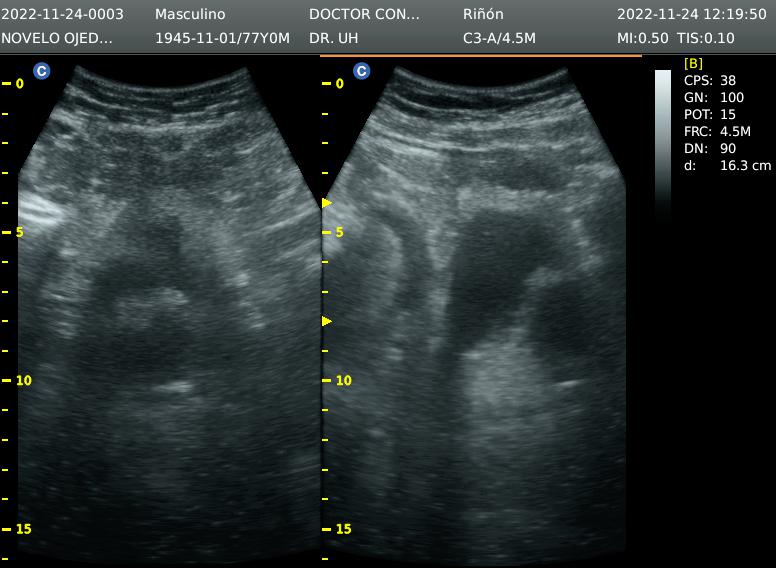 2022-11-24-0003 Masculino DOCTOR CON... Riñón 2022-11-24 12:19:50
NOVELO OJED... 1945-11-01/77Y0M DR. UH C3-A/4.5M MI:0.50 TIS:0.10
C C
[B]
CPS: 38
GN: 100
POT: 15
FRC: 4.5M
DN: 90
d: 16.3 cm
0 0
5 5
10 10
15 15